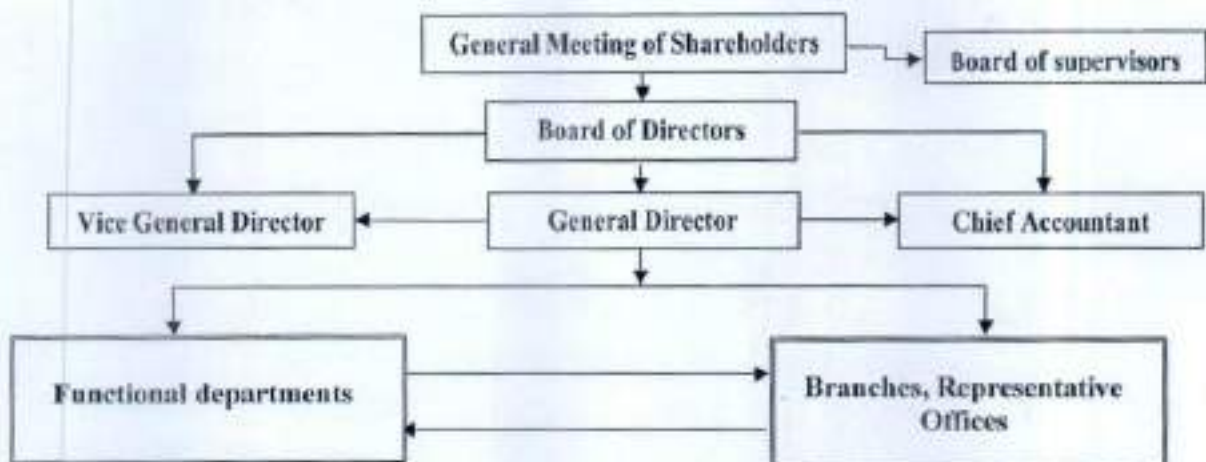 General Meeting of Shareholders
Board of supervisors
Board of Directors
Vice General Director
General Director
Chief Accountant
Functional departments
Branches, Representative
Offices